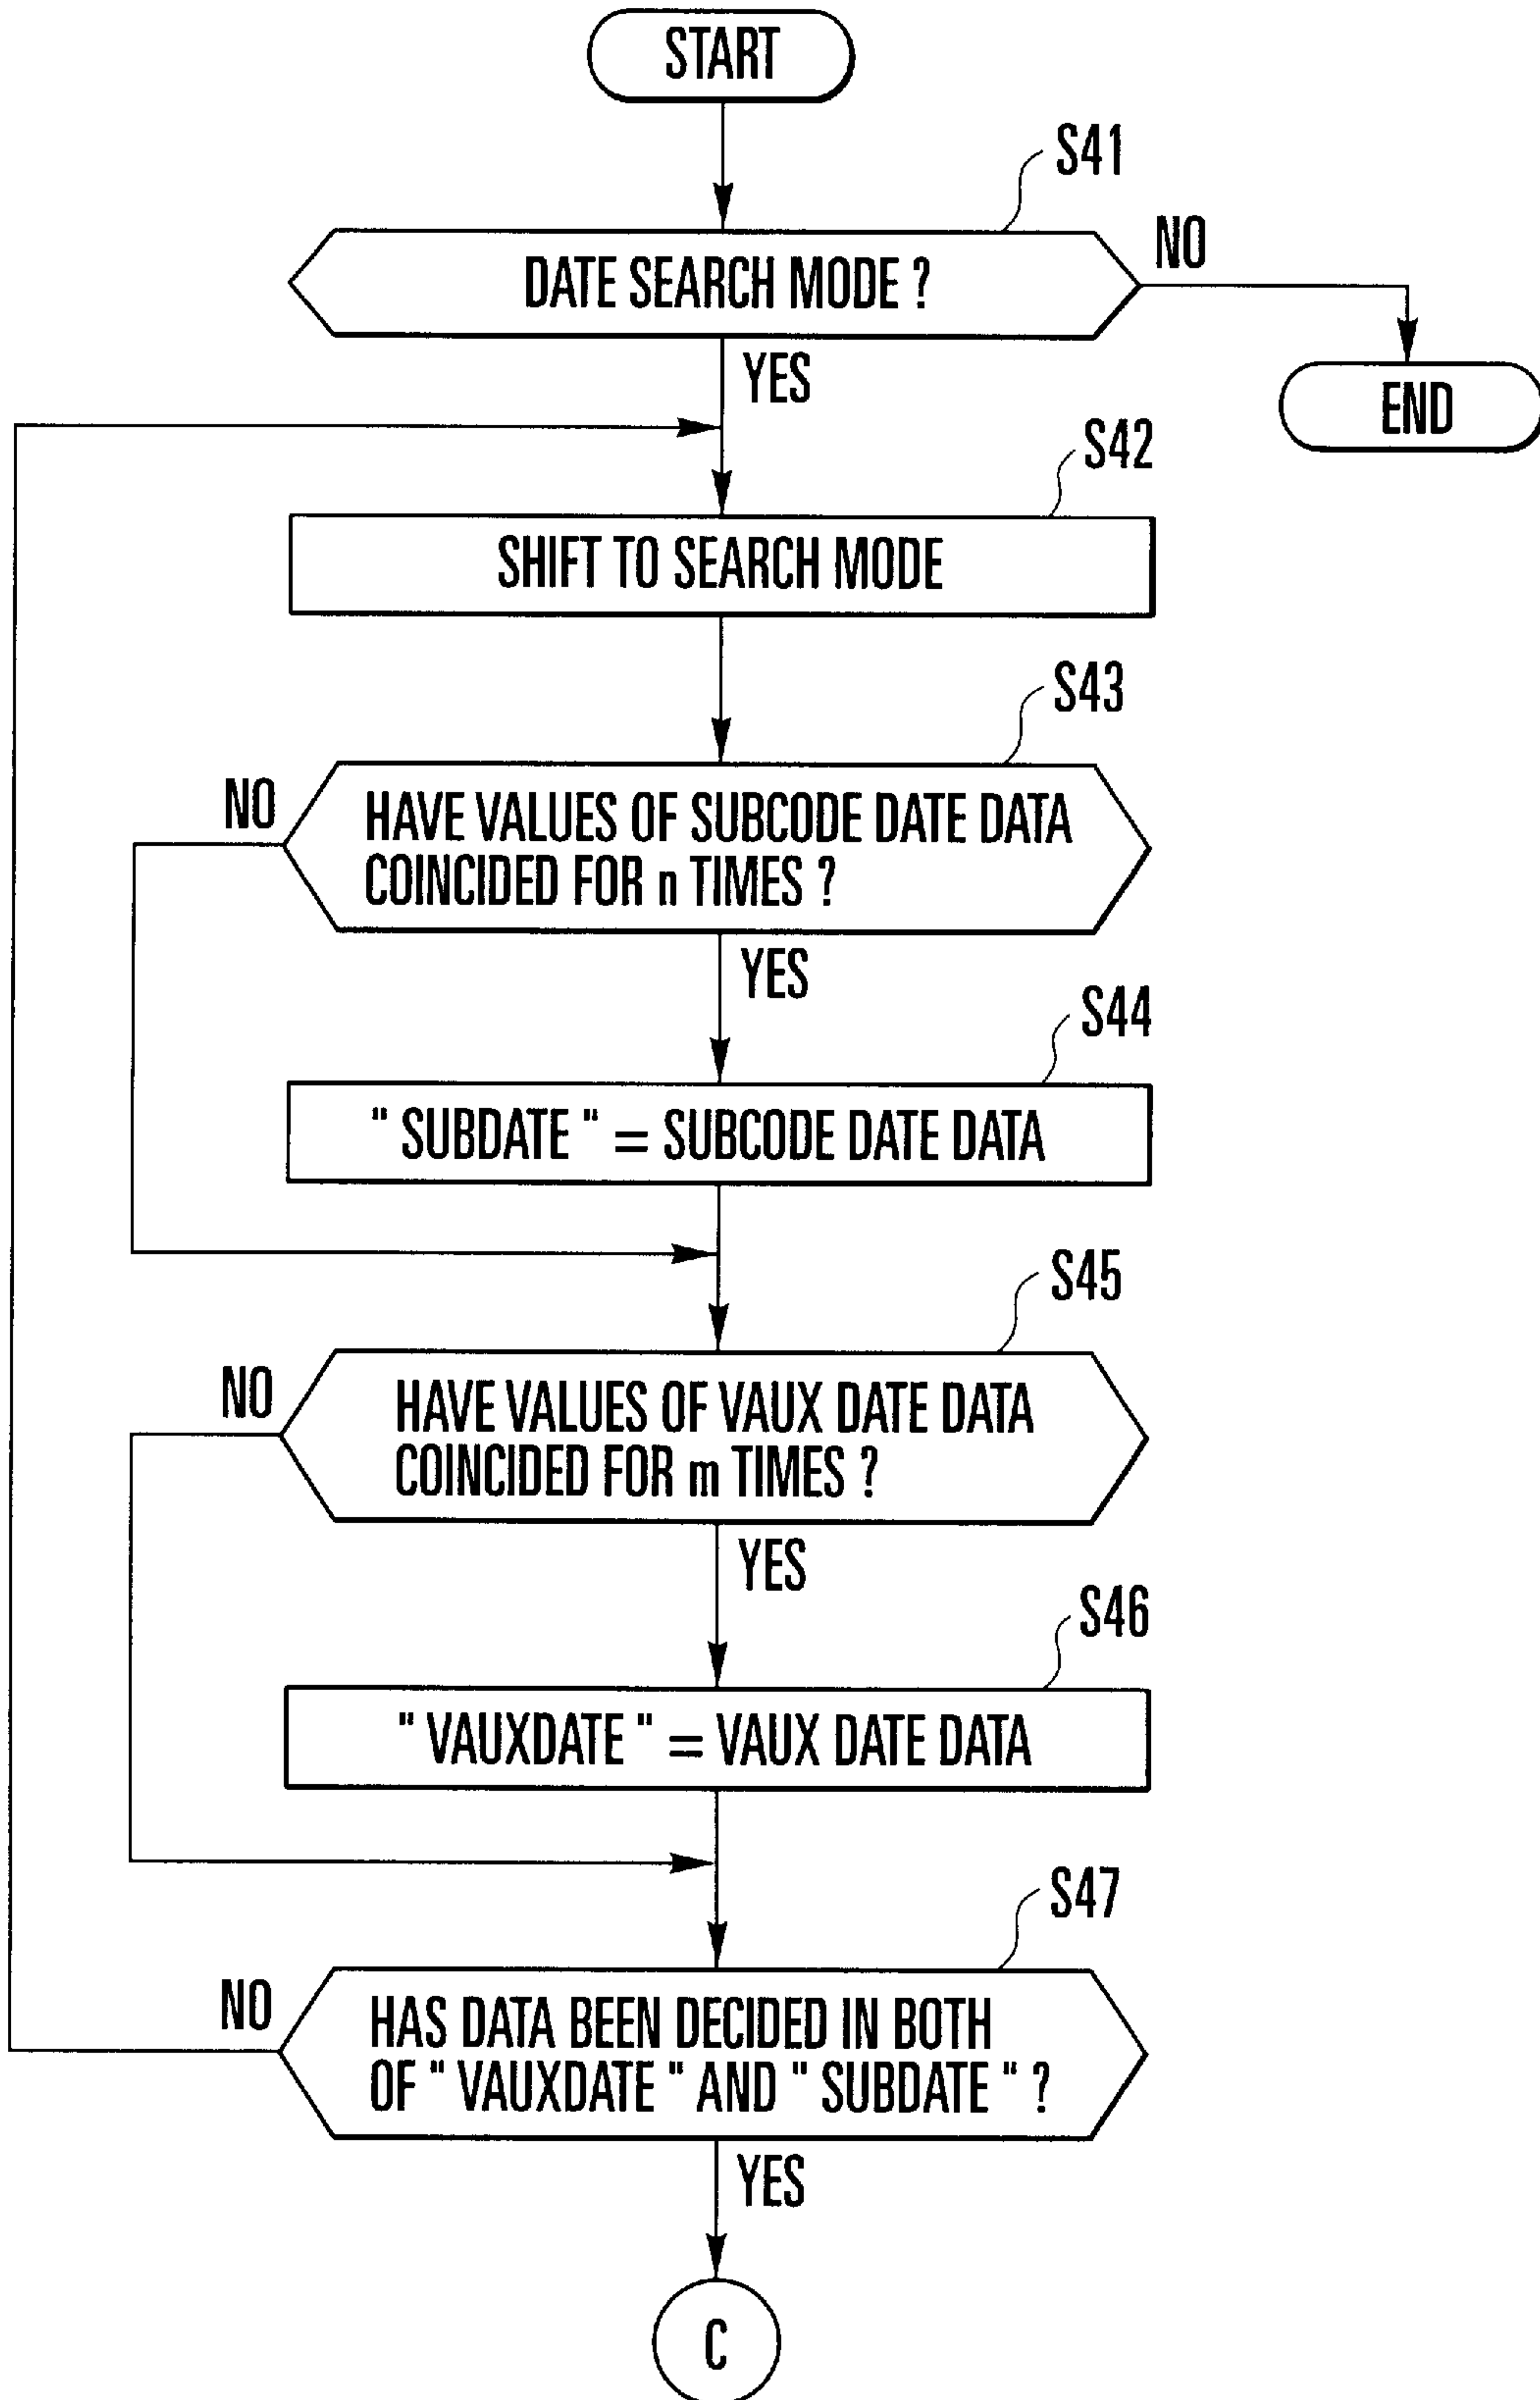 START
S41
DATE SEARCH MODE ?
NO
YES
END
S42
SHIFT TO SEARCH MODE
S43
NO
HAVE VALUES OF SUBCODE DATE DATA
COINCIDED FOR n TIMES ?
YES
S44
" SUBDATE " = SUBCODE DATE DATA
S45
NO
HAVE VALUES OF VAUX DATE DATA
COINCIDED FOR m TIMES ?
YES
S46
" VAUXDATE " = VAUX DATE DATA
S47
NO
HAS DATA BEEN DECIDED IN BOTH
OF " VAUXDATE " AND " SUBDATE " ?
YES
C